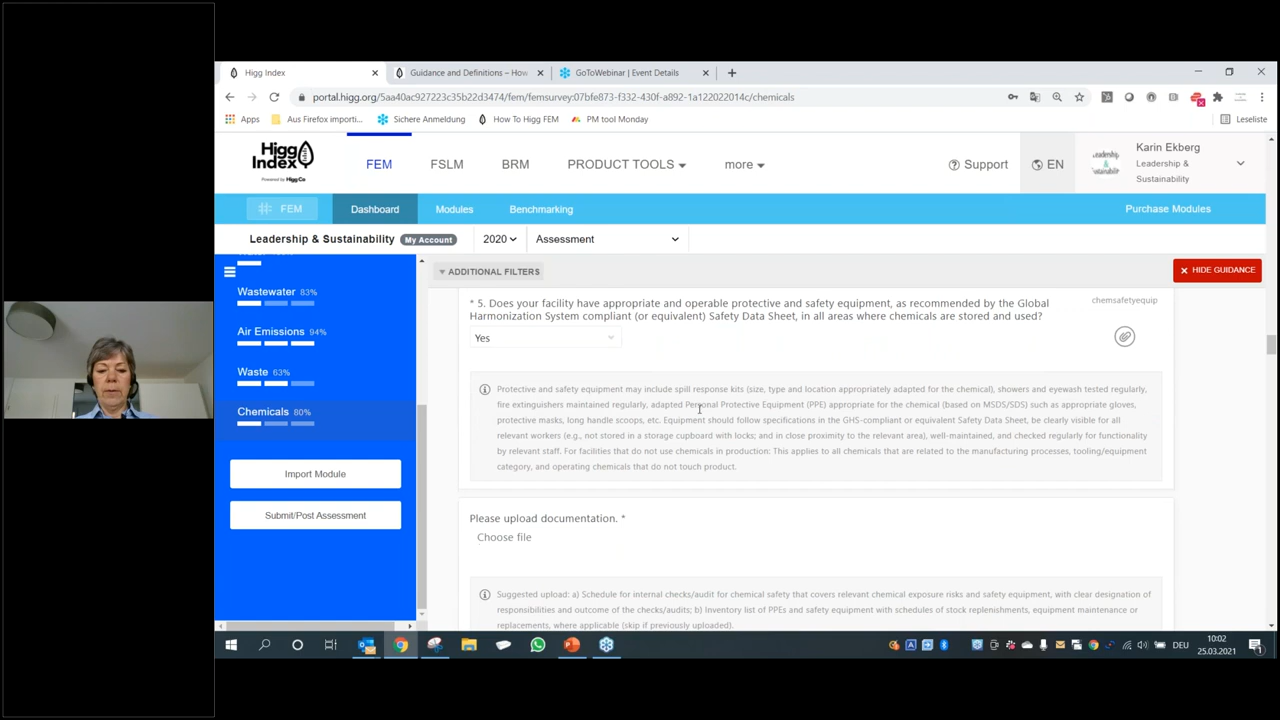 Higg Index
Guidance and Definitions – How
GoToWebinar | Event Details
portal.higg.org/5aa40ac927223c35b22d3474/fem/femsurvey:07bfe873-f332-430f-a892-1a122022014c/chemicals
Apps
Aus Firefox importi...
Sichere Anmeldung
How To Higg FEM
PM tool Monday
Leseliste
Higg
Index
Powered by Higg Co
FEM
FSLM
BRM
PRODUCT TOOLS
more
Support
EN
Leadership
&
Sustainability
Karin Ekberg
Leadership &
Sustainability
FEM
Dashboard
Modules
Benchmarking
Purchase Modules
Leadership & Sustainability
My Account
2020
Assessment
Wastewater 83%
Air Emissions 94%
Waste 63%
Chemicals 80%
Import Module
Submit/Post Assessment
ADDITIONAL FILTERS
HIDE GUIDANCE
* 5. Does your facility have appropriate and operable protective and safety equipment, as recommended by the Global
Harmonization System compliant (or equivalent) Safety Data Sheet, in all areas where chemicals are stored and used?
chemsafetyequip
Yes
Protective and safety equipment may include spill response kits (size, type and location appropriately adapted for the chemical), showers and eyewash tested regularly,
fire extinguishers maintained regularly, adapted Personal Protective Equipment (PPE) appropriate for the chemical (based on MSDS/SDS) such as appropriate gloves,
protective masks, long handle scoops, etc. Equipment should follow specifications in the GHS-compliant or equivalent Safety Data Sheet, be clearly visible for all
relevant workers (e.g., not stored in a storage cupboard with locks; and in close proximity to the relevant area), well-maintained, and checked regularly for functionality
by relevant staff. For facilities that do not use chemicals in production: This applies to all chemicals that are related to the manufacturing processes, tooling/equipment
category, and operating chemicals that do not touch product.
Please upload documentation. *
Choose file
Suggested upload: a) Schedule for internal checks/audit for chemical safety that covers relevant chemical exposure risks and safety equipment, with clear designation of
responsibilities and outcome of the checks/audits; b) Inventory list of PPEs and safety equipment with schedules of stock replenishments, equipment maintenance or
replacements, where applicable (skip if previously uploaded).
DEU
10:02
25.03.2021